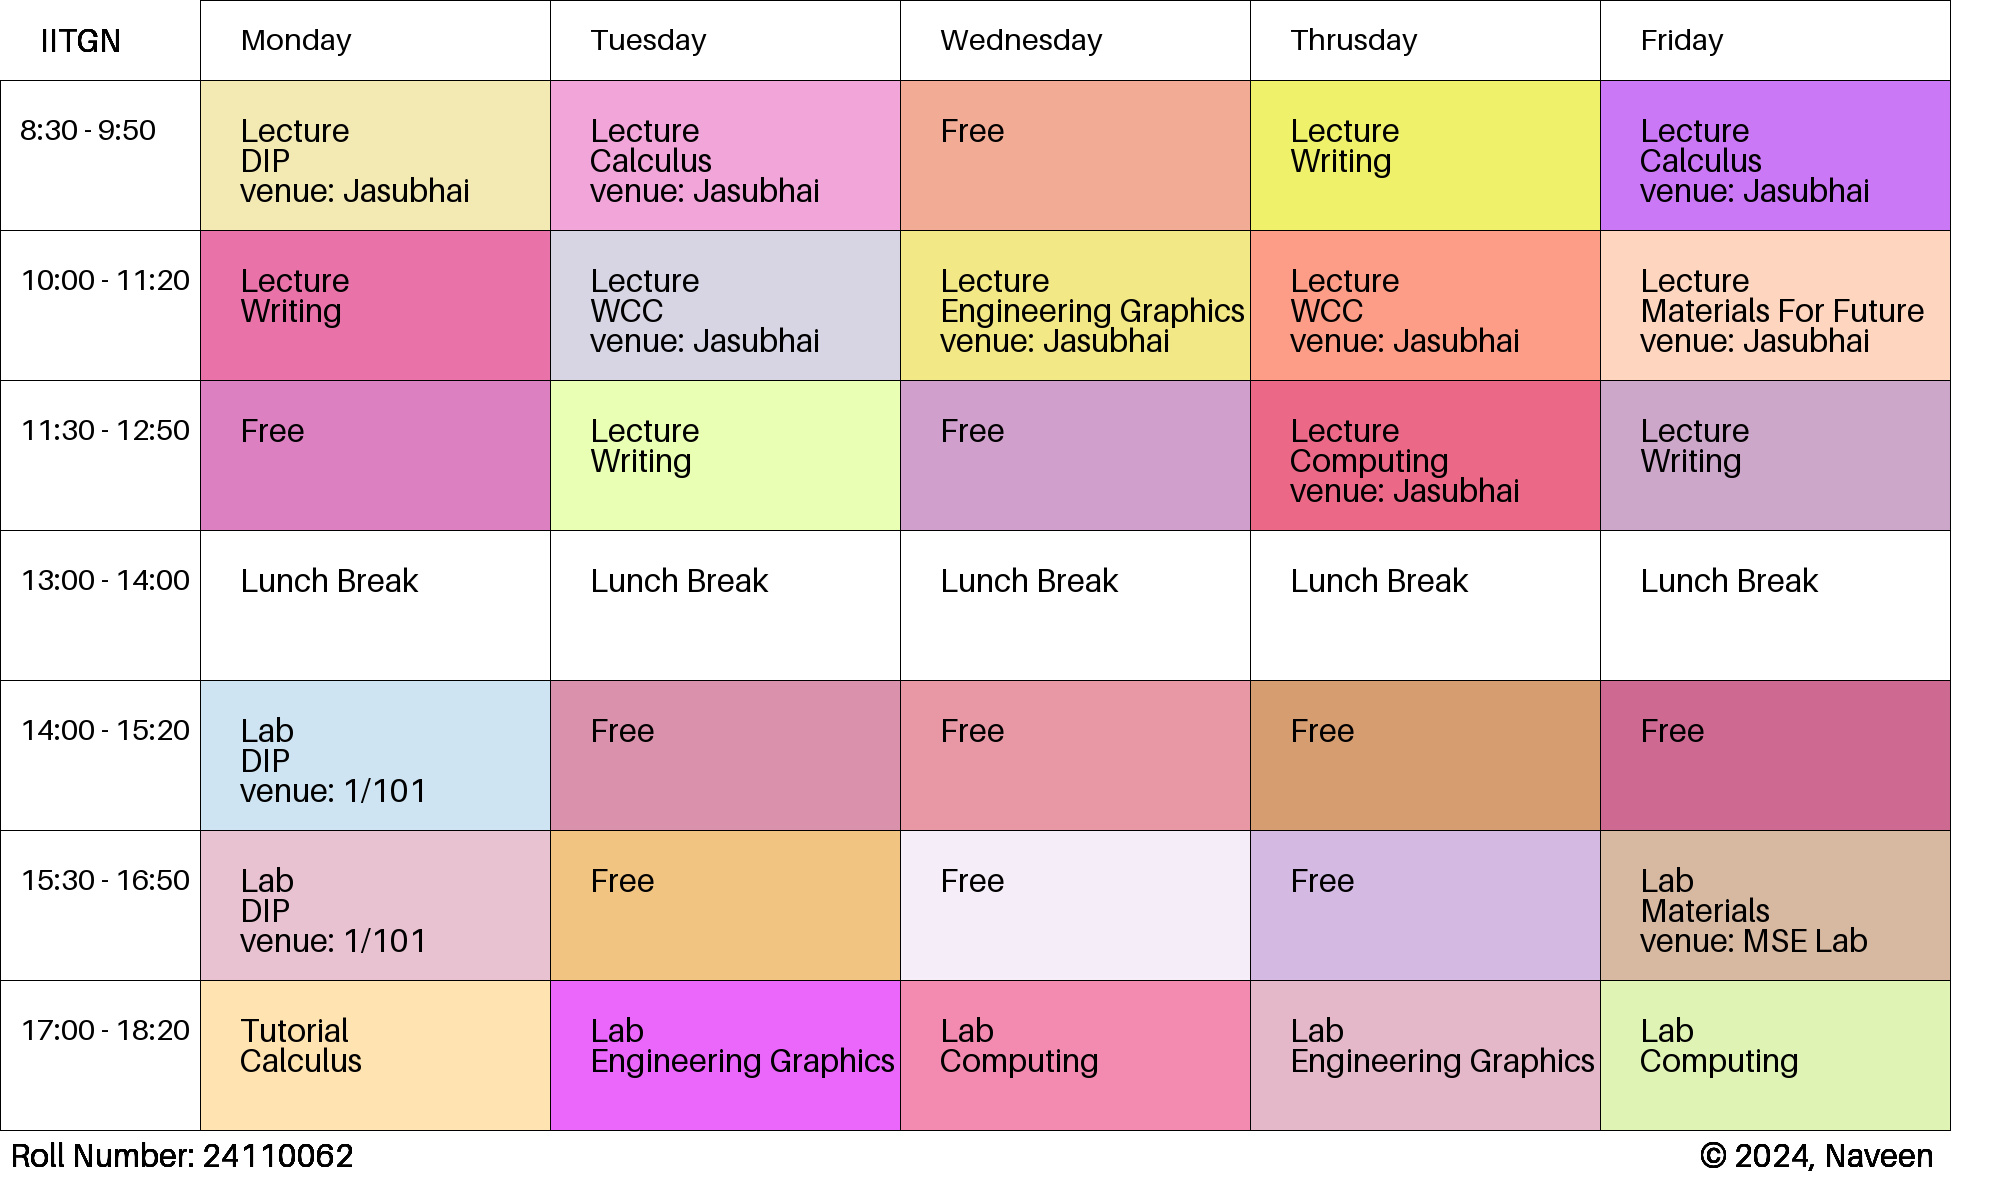 IITGN
Monday
Tuesday
Wednesday
Thrusday
Friday
8:30 - 9:50
Lecture
DIP
venue: Jasubhai
Lecture
Calculus
venue: Jasubhai
Free
Lecture
Writing
Lecture
Calculus
venue: Jasubhai
10:00 - 11:20
Lecture
Writing
Lecture
WCC
venue: Jasubhai
Lecture
Engineering Graphics
venue: Jasubhai
Lecture
WCC
venue: Jasubhai
Lecture
Materials For Future
venue: Jasubhai
11:30 - 12:50
Free
Lecture
Writing
Free
Lecture
Computing
venue: Jasubhai
Lecture
Writing
13:00 - 14:00
Lunch Break
Lunch Break
Lunch Break
Lunch Break
Lunch Break
14:00 - 15:20
Lab
DIP
venue: 1/101
Free
Free
Free
Free
15:30 - 16:50
Lab
DIP
venue: 1/101
Free
Free
Free
Lab
Materials
venue: MSE Lab
17:00 - 18:20
Tutorial
Calculus
Lab
Engineering Graphics
Lab
Computing
Lab
Engineering Graphics
Lab
Computing
Roll Number: 24110062
© 2024, Naveen